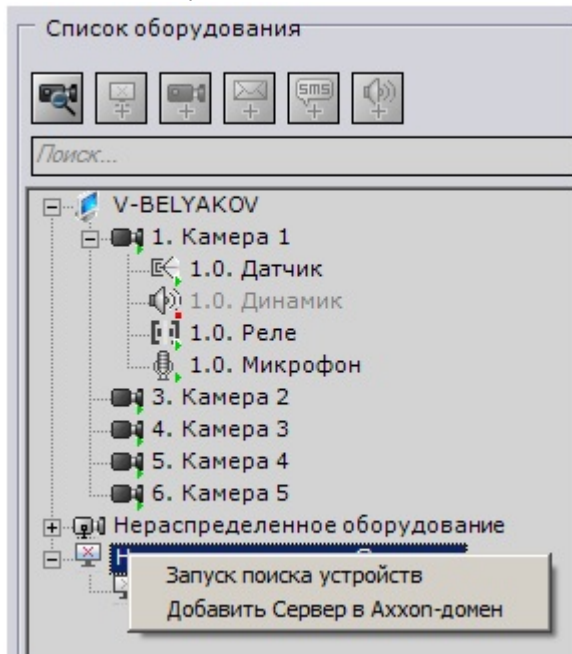 Список оборудования
sms
Поиск...
V-BELYAKOV
1. Камера 1
1.0. Датчик
1.0. Динамик
1.0. Реле
1.0. Микрофон
3. Камера 2
4. Камера 3
5. Камера 4
6. Камера 5
Нераспределенное оборудование
Запуск поиска устройств
Добавить Сервер в Axxon-домен